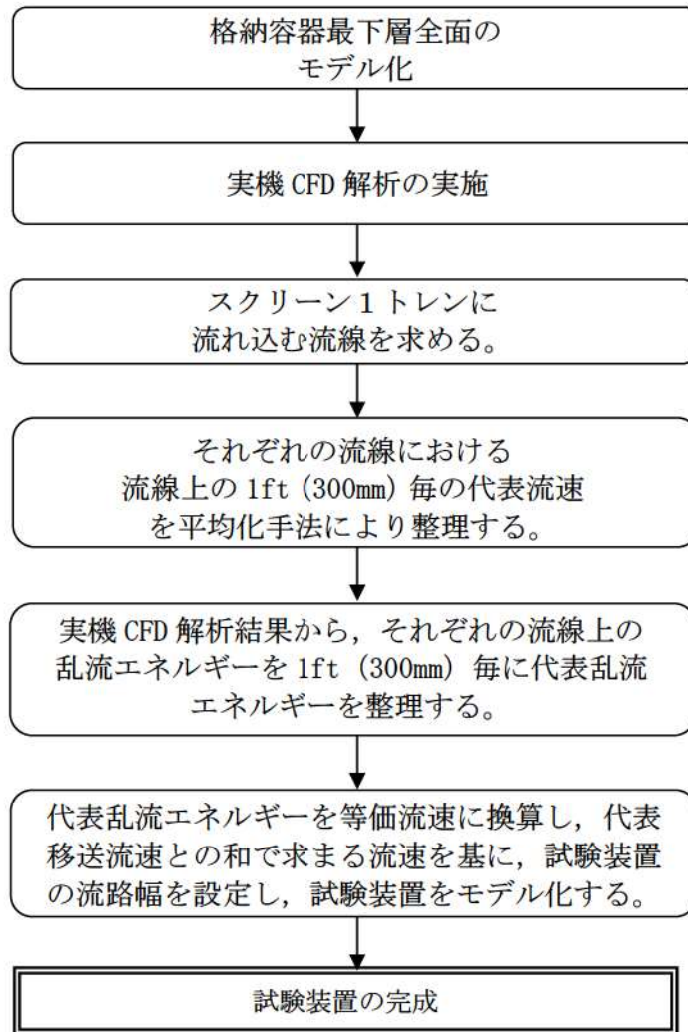 格納容器最下層全面の
モデル化
実機 CFD 解析の実施
スクリーン1トレンに
流れ込む流線を求める。
それぞれの流線における
流線上の 1ft (300mm) 毎の代表流速
を平均化手法により整理する。
実機 CFD 解析結果から，それぞれの流線上の
乱流エネルギーを 1ft (300mm) 毎に代表乱流
エネルギーを整理する。
代表乱流エネルギーを等価流速に換算し，代表
移送流速との和で求まる流速を基に，試験装置
の流路幅を設定し，試験装置をモデル化する。
試験装置の完成